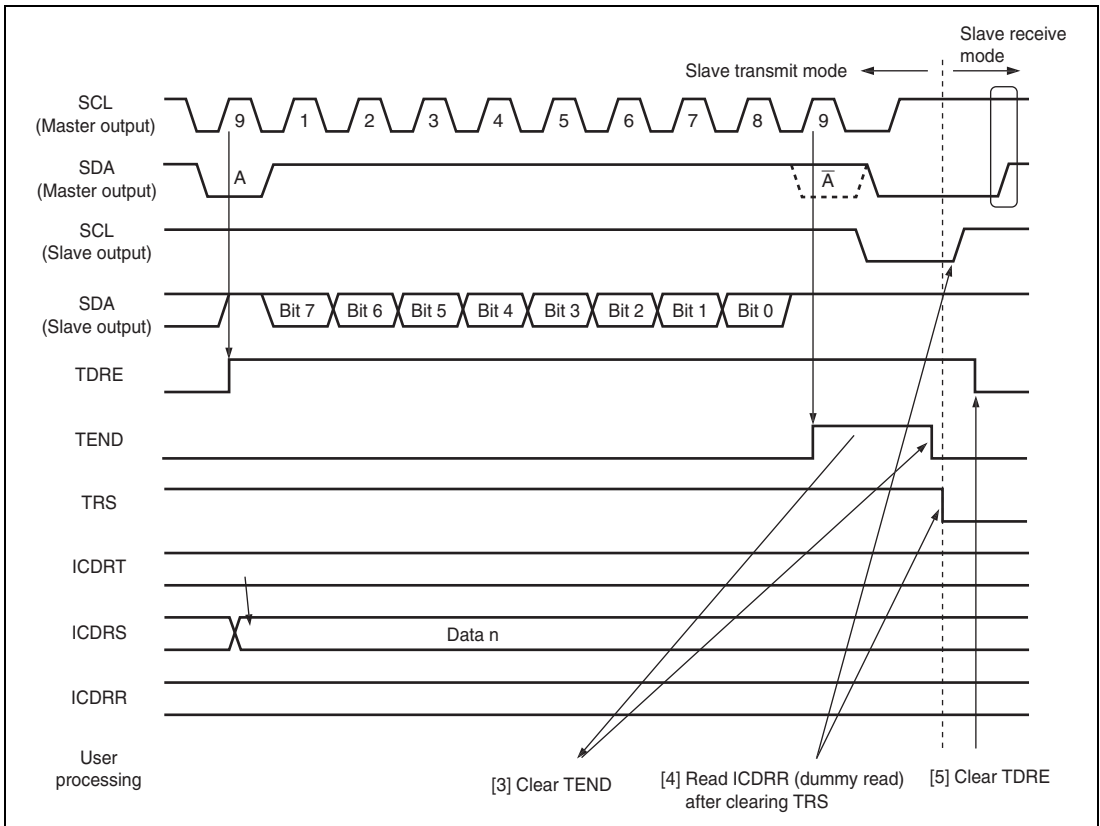 Slave receive
mode
Slave transmit mode
SCL
(Master output)
9 1 2 3 4 5 6 7 8 9
SDA
(Master output)
A A̅
SCL
(Slave output)
SDA
(Slave output)
Bit 7 Bit 6 Bit 5 Bit 4 Bit 3 Bit 2 Bit 1 Bit 0
TDRE
TEND
TRS
ICDRT
ICDRS
Data n
ICDRR
User
processing
[3] Clear TEND
[4] Read ICDRR (dummy read)
after clearing TRS
[5] Clear TDRE